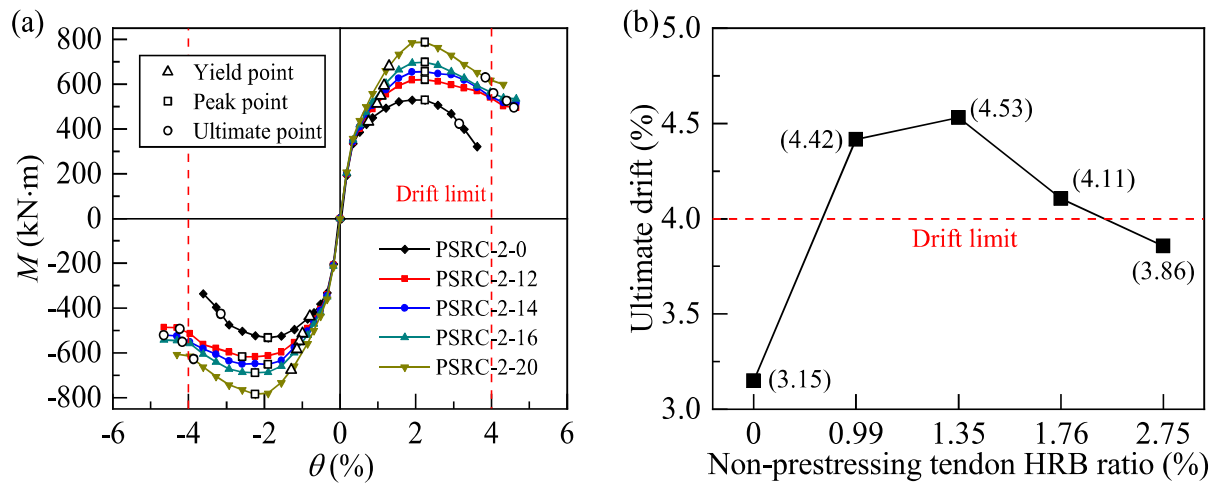 (a)
800
600
400
200
0
-200
-400
-600
-800
M (kN·m)
Yield point
Peak point
Ultimate point
Drift limit
PSRC-2-0
PSRC-2-12
PSRC-2-14
PSRC-2-16
PSRC-2-20
-6 -4 -2 0 2 4 6
θ (%)
(b)
5.0
4.5
4.0
3.5
3.0
Ultimate drift (%)
(4.42)
(4.53)
(4.11)
Drift limit
(3.86)
(3.15)
0 0.99 1.35 1.76 2.75
Non-prestressing tendon HRB ratio (%)